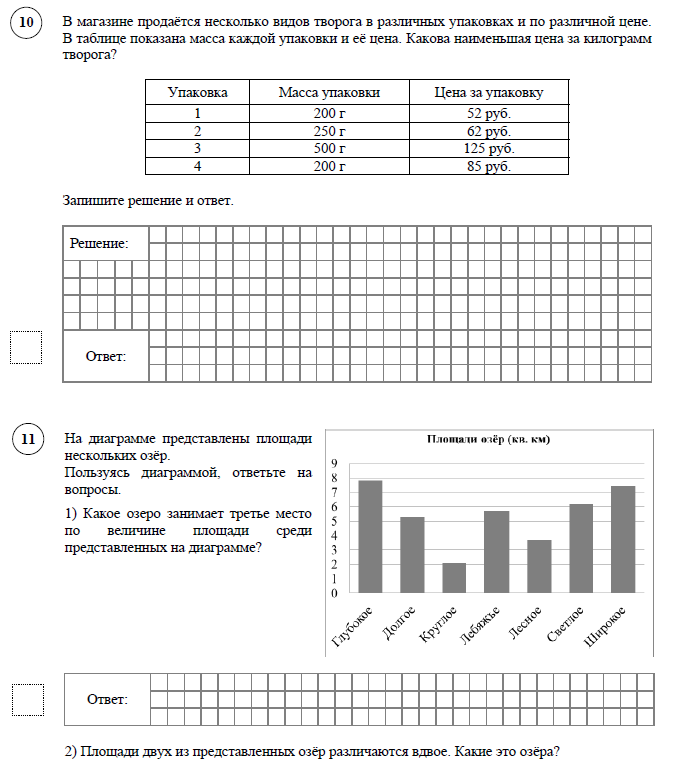 10
В магазине продаётся несколько видов творога в различных упаковках и по различной цене.
В таблице показана масса каждой упаковки и её цена. Какова наименьшая цена за килограмм
творога?
Упаковка Масса упаковки Цена за упаковку
1 200 г 52 руб.
2 250 г 62 руб.
3 500 г 125 руб.
4 200 г 85 руб.
Запишите решение и ответ.
Решение:
Ответ:
11
На диаграмме представлены площади
нескольких озёр.
Пользуясь диаграммой, ответьте на
вопросы.
1) Какое озеро занимает третье место
по величине площади среди
представленных на диаграмме?
Площади озёр (кв. км)
9
8
7
6
5
4
3
2
1
0
Глубокое
Долгое
Круглое
Лебяжье
Лесное
Светлое
Широкое
Ответ:
2) Площади двух из представленных озёр различаются вдвое. Какие это озёра?